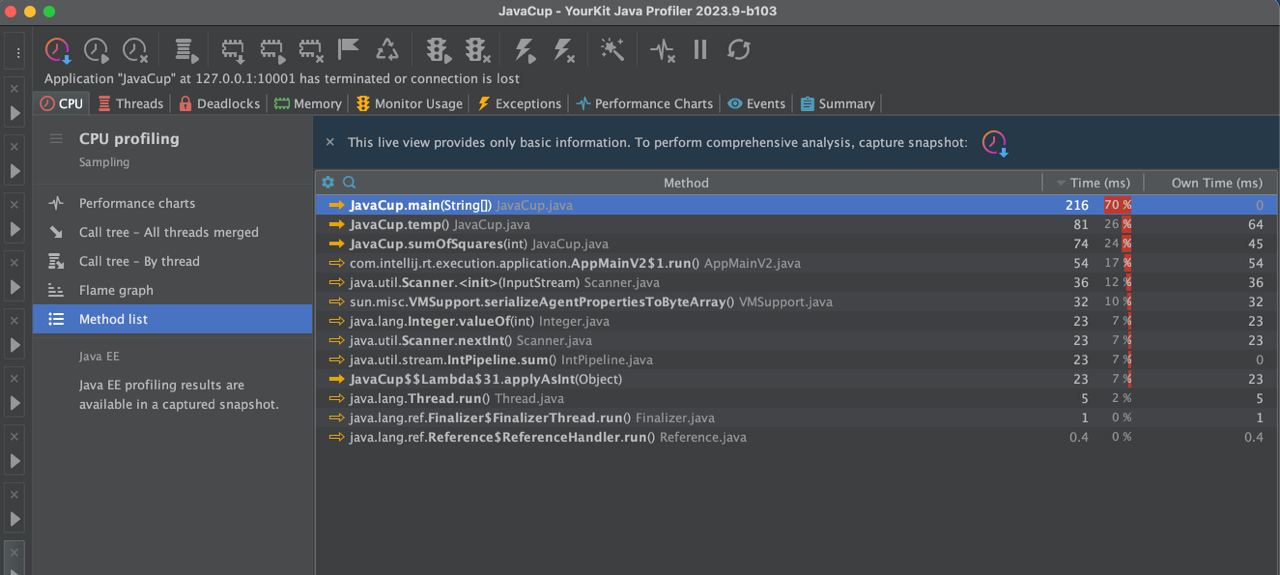 JavaCup - YourKit Java Profiler 2023.9-b103
Application "JavaCup" at 127.0.0.1:10001 has terminated or connection is lost
CPU Threads Deadlocks Memory Monitor Usage Exceptions Performance Charts Events Summary
CPU profiling
Sampling
Performance charts
Call tree – All threads merged
Call tree – By thread
Flame graph
Method list
Java EE
Java EE profiling results are
available in a captured snapshot.
This live view provides only basic information. To perform comprehensive analysis, capture snapshot:
Method Time (ms) Own Time (ms)
JavaCup.main(String[]) JavaCup.java 216 70 % 0
JavaCup.temp() JavaCup.java 81 26 % 64
JavaCup.sumOfSquares(int) JavaCup.java 74 24 % 45
com.intellij.rt.execution.application.AppMainV2$1.run() AppMainV2.java 54 17 % 54
java.util.Scanner.<init>(InputStream) Scanner.java 36 12 % 36
sun.misc.VMSupport.serializeAgentPropertiesToByteArray() VMSupport.java 32 10 % 32
java.lang.Integer.valueOf(int) Integer.java 23 7 % 23
java.util.Scanner.nextInt() Scanner.java 23 7 % 23
java.util.stream.IntPipeline.sum() IntPipeline.java 23 7 % 0
JavaCup$$Lambda$31.applyAsInt(Object) 23 7 % 23
java.lang.Thread.run() Thread.java 5 2 % 5
java.lang.ref.Finalizer$FinalizerThread.run() Finalizer.java 1 0 % 1
java.lang.ref.Reference$ReferenceHandler.run() Reference.java 0.4 0 % 0.4